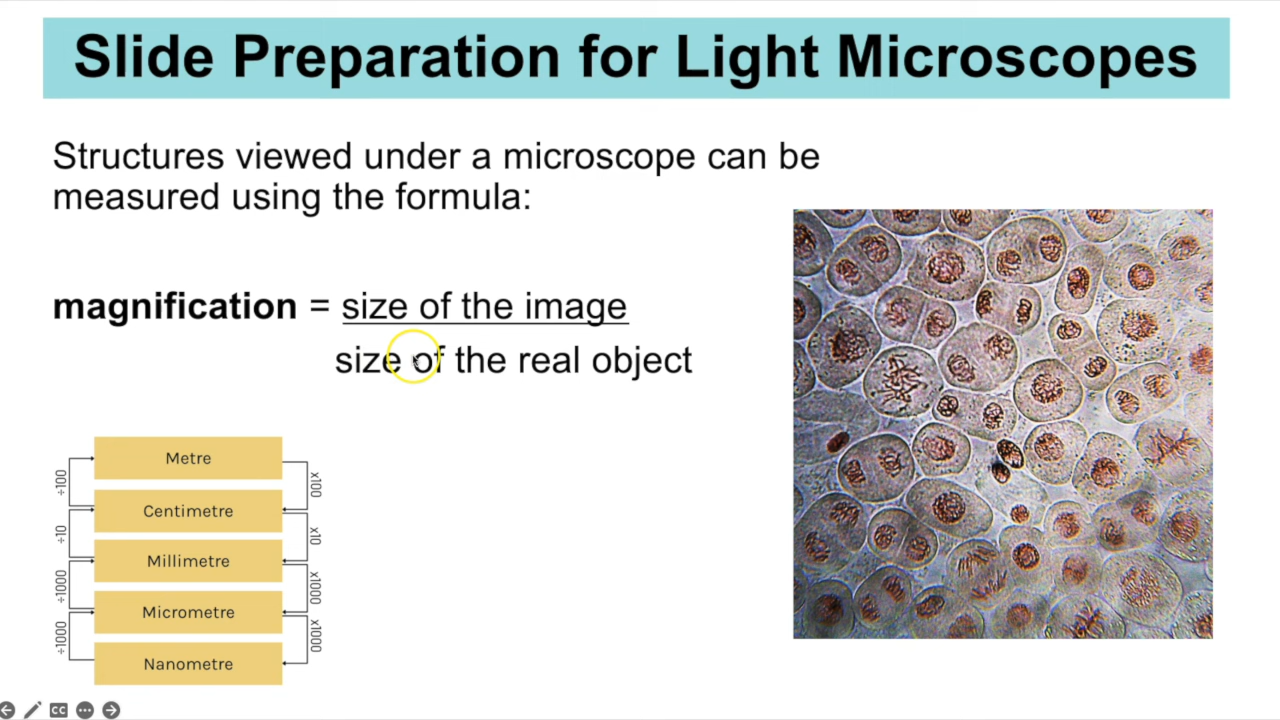 Slide Preparation for Light Microscopes
Structures viewed under a microscope can be
measured using the formula:
magnification = size of the image
size of the real object
Metre
Centimetre
Millimetre
Micrometre
Nanometre
÷100
÷10
÷1000
÷1000
x100
x10
x1000
x1000
CC